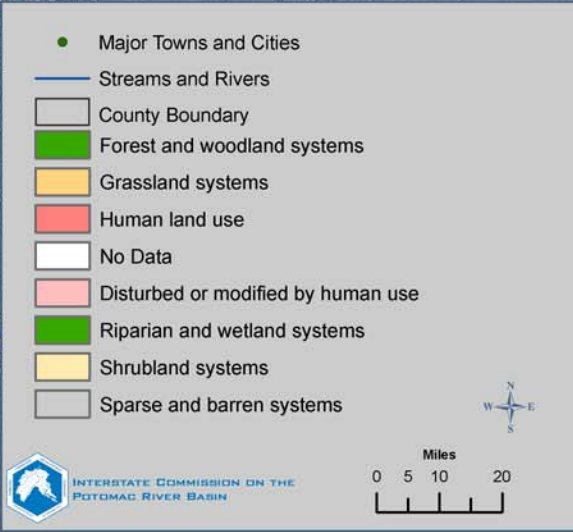 Major Towns and Cities
Streams and Rivers
County Boundary
Forest and woodland systems
Grassland systems
Human land use
No Data
Disturbed or modified by human use
Riparian and wetland systems
Shrubland systems
Sparse and barren systems
N
W E
S
Miles
0 5 10 20
INTERSTATE COMMISSION ON THE
POTOMAC RIVER BASIN